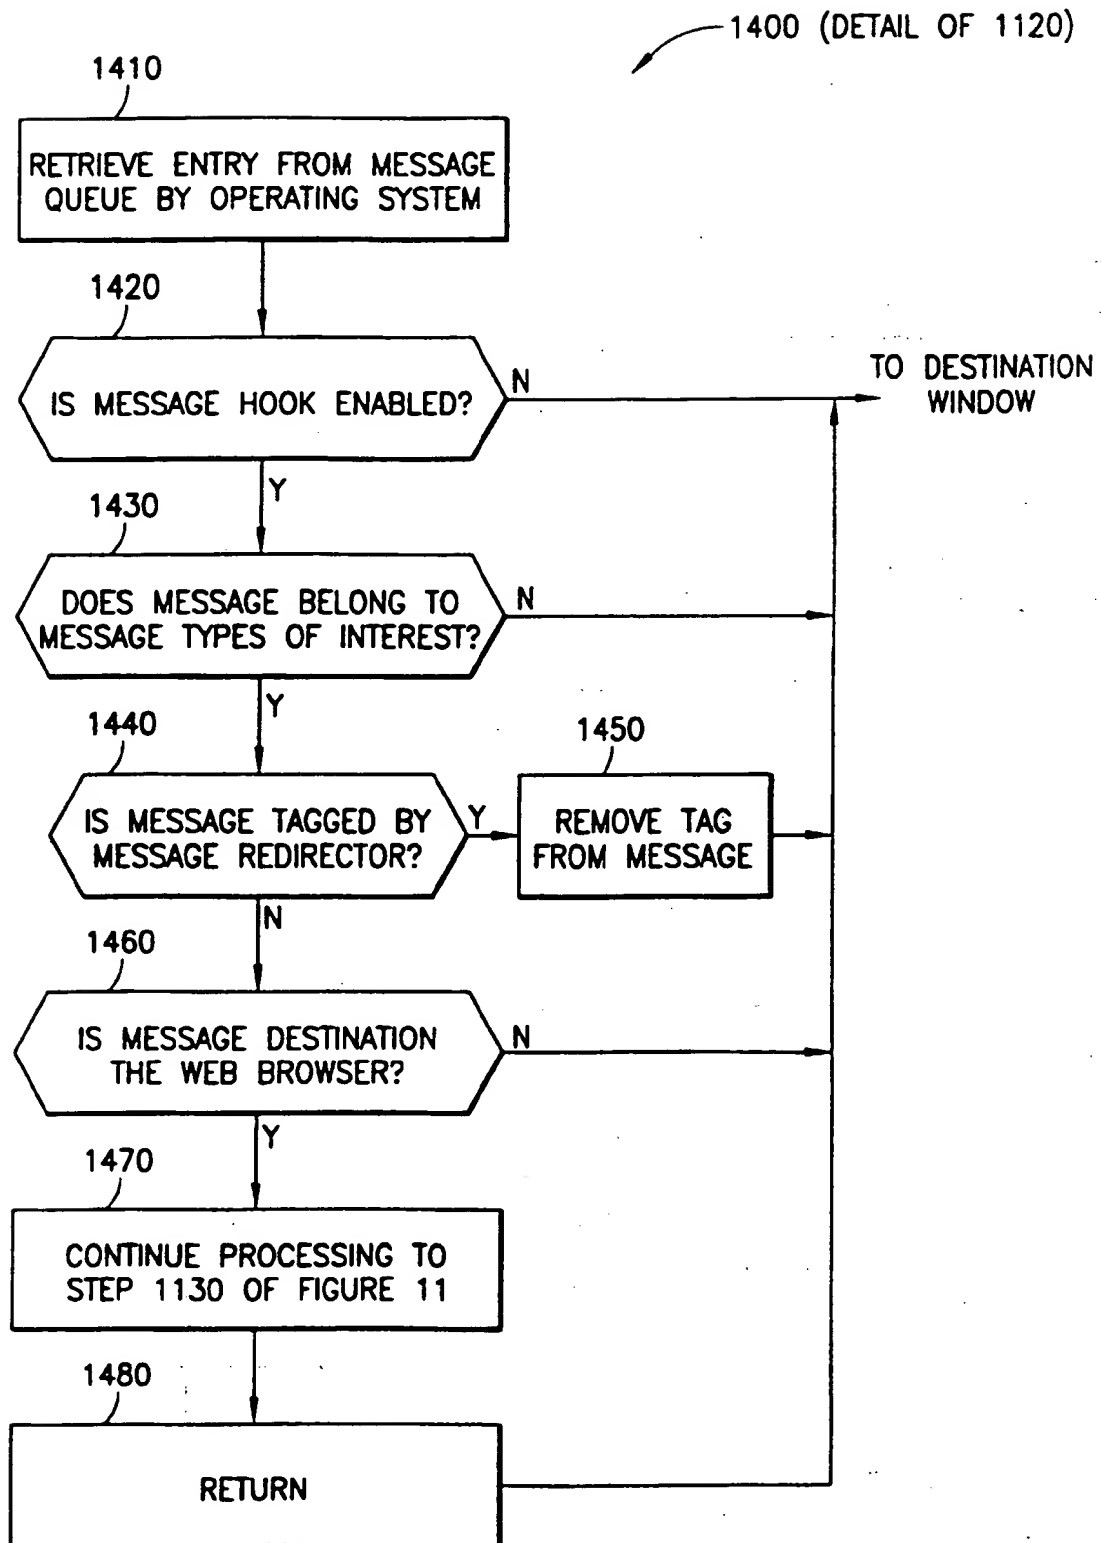 1400 (DETAIL OF 1120)
1410
RETRIEVE ENTRY FROM MESSAGE
QUEUE BY OPERATING SYSTEM
1420
IS MESSAGE HOOK ENABLED?
N
TO DESTINATION
WINDOW
Y
1430
DOES MESSAGE BELONG TO
MESSAGE TYPES OF INTEREST?
N
Y
1440
IS MESSAGE TAGGED BY
MESSAGE REDIRECTOR?
Y
1450
REMOVE TAG
FROM MESSAGE
N
1460
IS MESSAGE DESTINATION
THE WEB BROWSER?
N
Y
1470
CONTINUE PROCESSING TO
STEP 1130 OF FIGURE 11
1480
RETURN